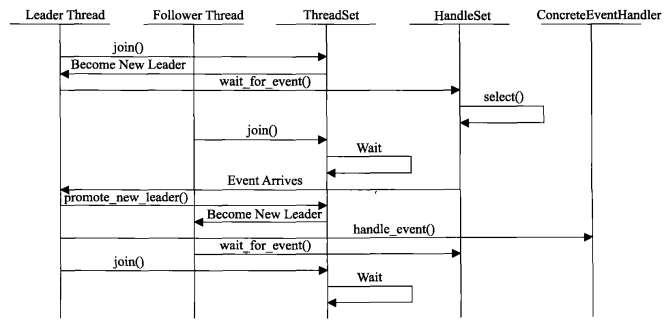 Leader Thread Follower Thread ThreadSet HandleSet ConcreteEventHandler
join()
Become New Leader
wait_for_event()
select()
join()
Wait
Event Arrives
promote_new_leader()
Become New Leader
handle_event()
wait_for_event()
join()
Wait